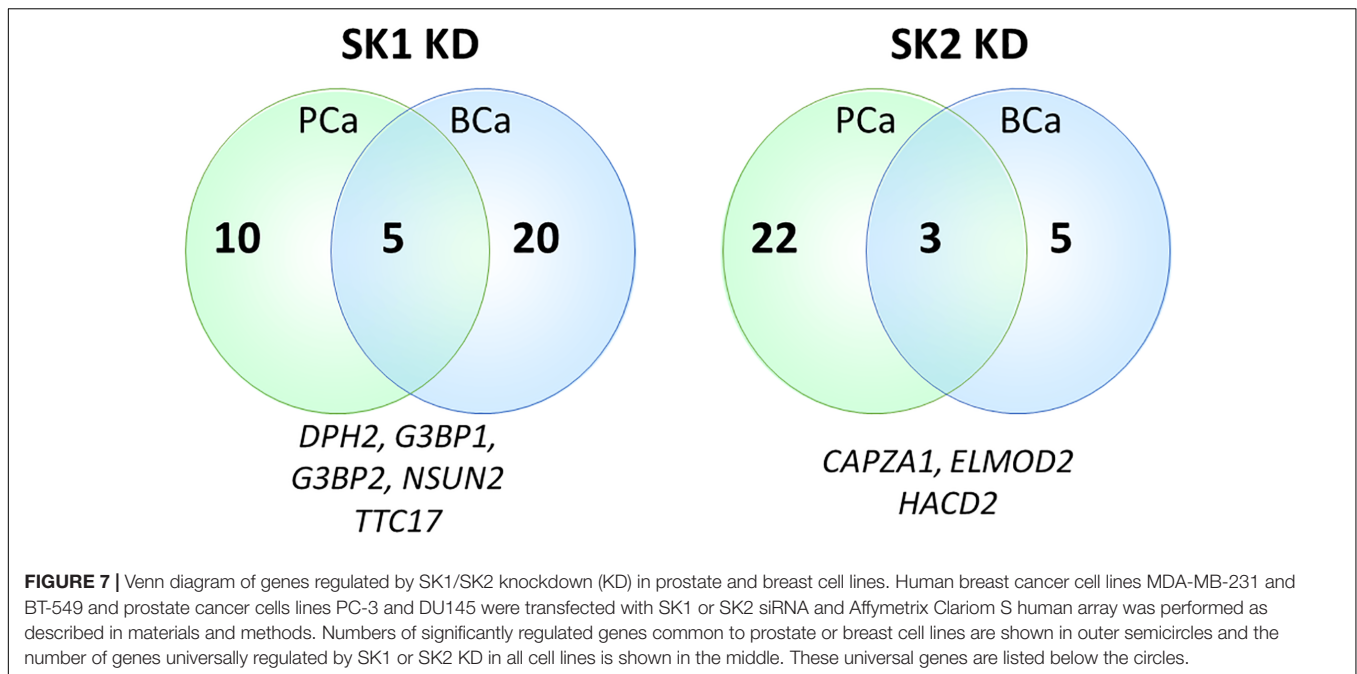 SK1 KD
PCa
BCa
10
5
20
DPH2, G3BP1,
G3BP2, NSUN2
TTC17
SK2 KD
PCa
BCa
22
3
5
CAPZA1, ELMOD2
HACD2
FIGURE 7 | Venn diagram of genes regulated by SK1/SK2 knockdown (KD) in prostate and breast cell lines. Human breast cancer cell lines MDA-MB-231 and
BT-549 and prostate cancer cells lines PC-3 and DU145 were transfected with SK1 or SK2 siRNA and Affymetrix Clariom S human array was performed as
described in materials and methods. Numbers of significantly regulated genes common to prostate or breast cell lines are shown in outer semicircles and the
number of genes universally regulated by SK1 or SK2 KD in all cell lines is shown in the middle. These universal genes are listed below the circles.